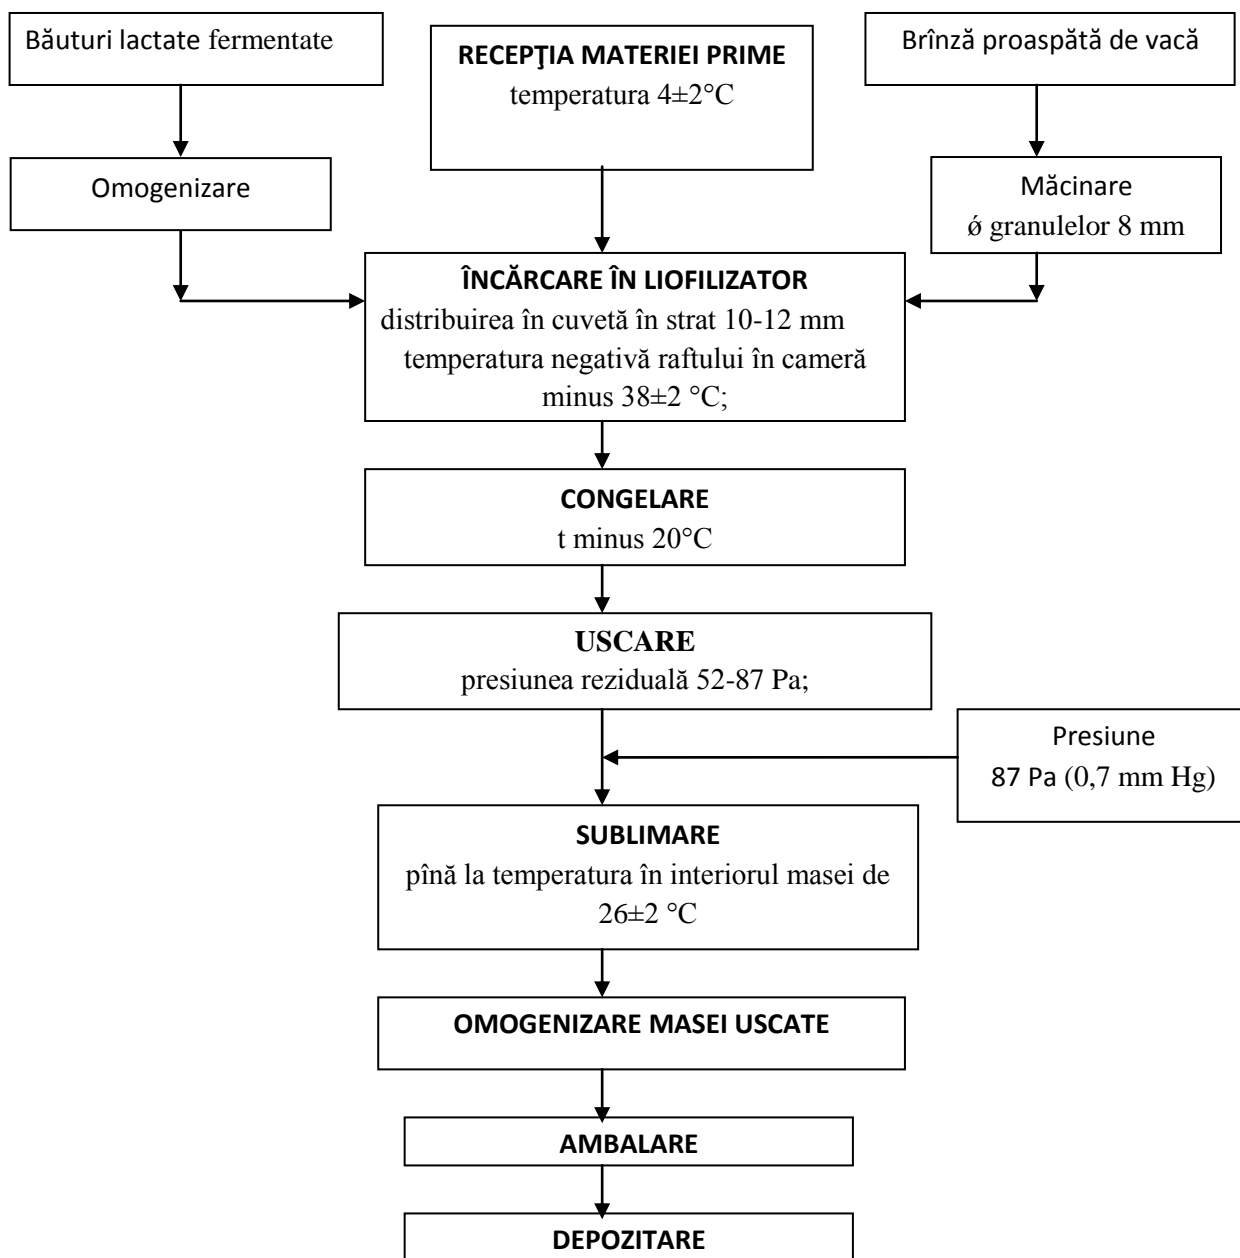 Băuturi lactate fermentate
RECEPŢIA MATERIEI PRIME
temperatura 4±2°C
Brînză proaspătă de vacă
Omogenizare
Măcinare
ǿ granulelor 8 mm
ÎNCĂRCARE ÎN LIOFILIZATOR
distribuirea în cuvetă în strat 10-12 mm
temperatura negativă raftului în cameră
minus 38±2 °C;
CONGELARE
t minus 20°C
USCARE
presiunea reziduală 52-87 Pa;
Presiune
87 Pa (0,7 mm Hg)
SUBLIMARE
pînă la temperatura în interiorul masei de
26±2 °C
OMOGENIZARE MASEI USCATE
AMBALARE
DEPOZITARE